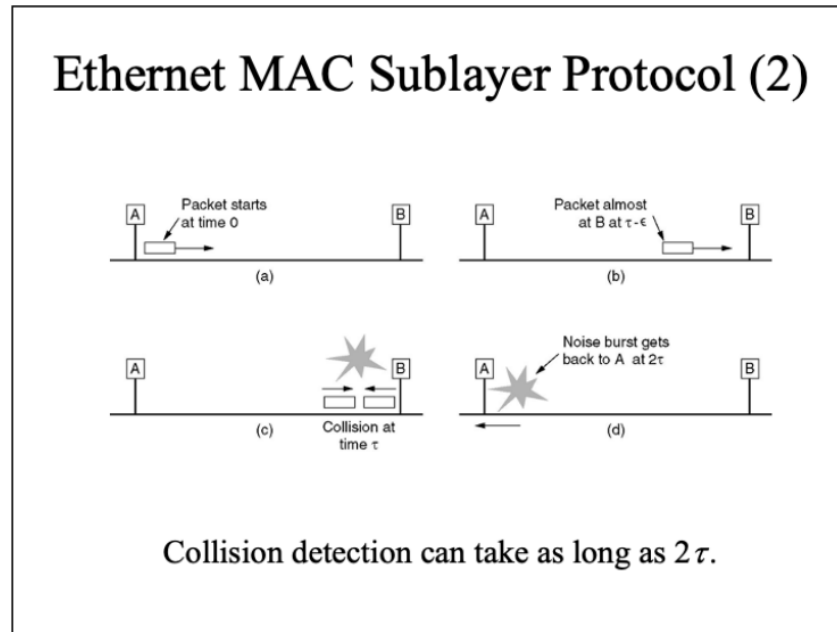 Ethernet MAC Sublayer Protocol (2)
A
Packet starts
at time 0
B
(a)
A
Packet almost
at B at τ-ϵ
B
(b)
A
B
Collision at
time τ
(c)
A
Noise burst gets
back to A at 2τ
B
(d)
Collision detection can take as long as 2τ.